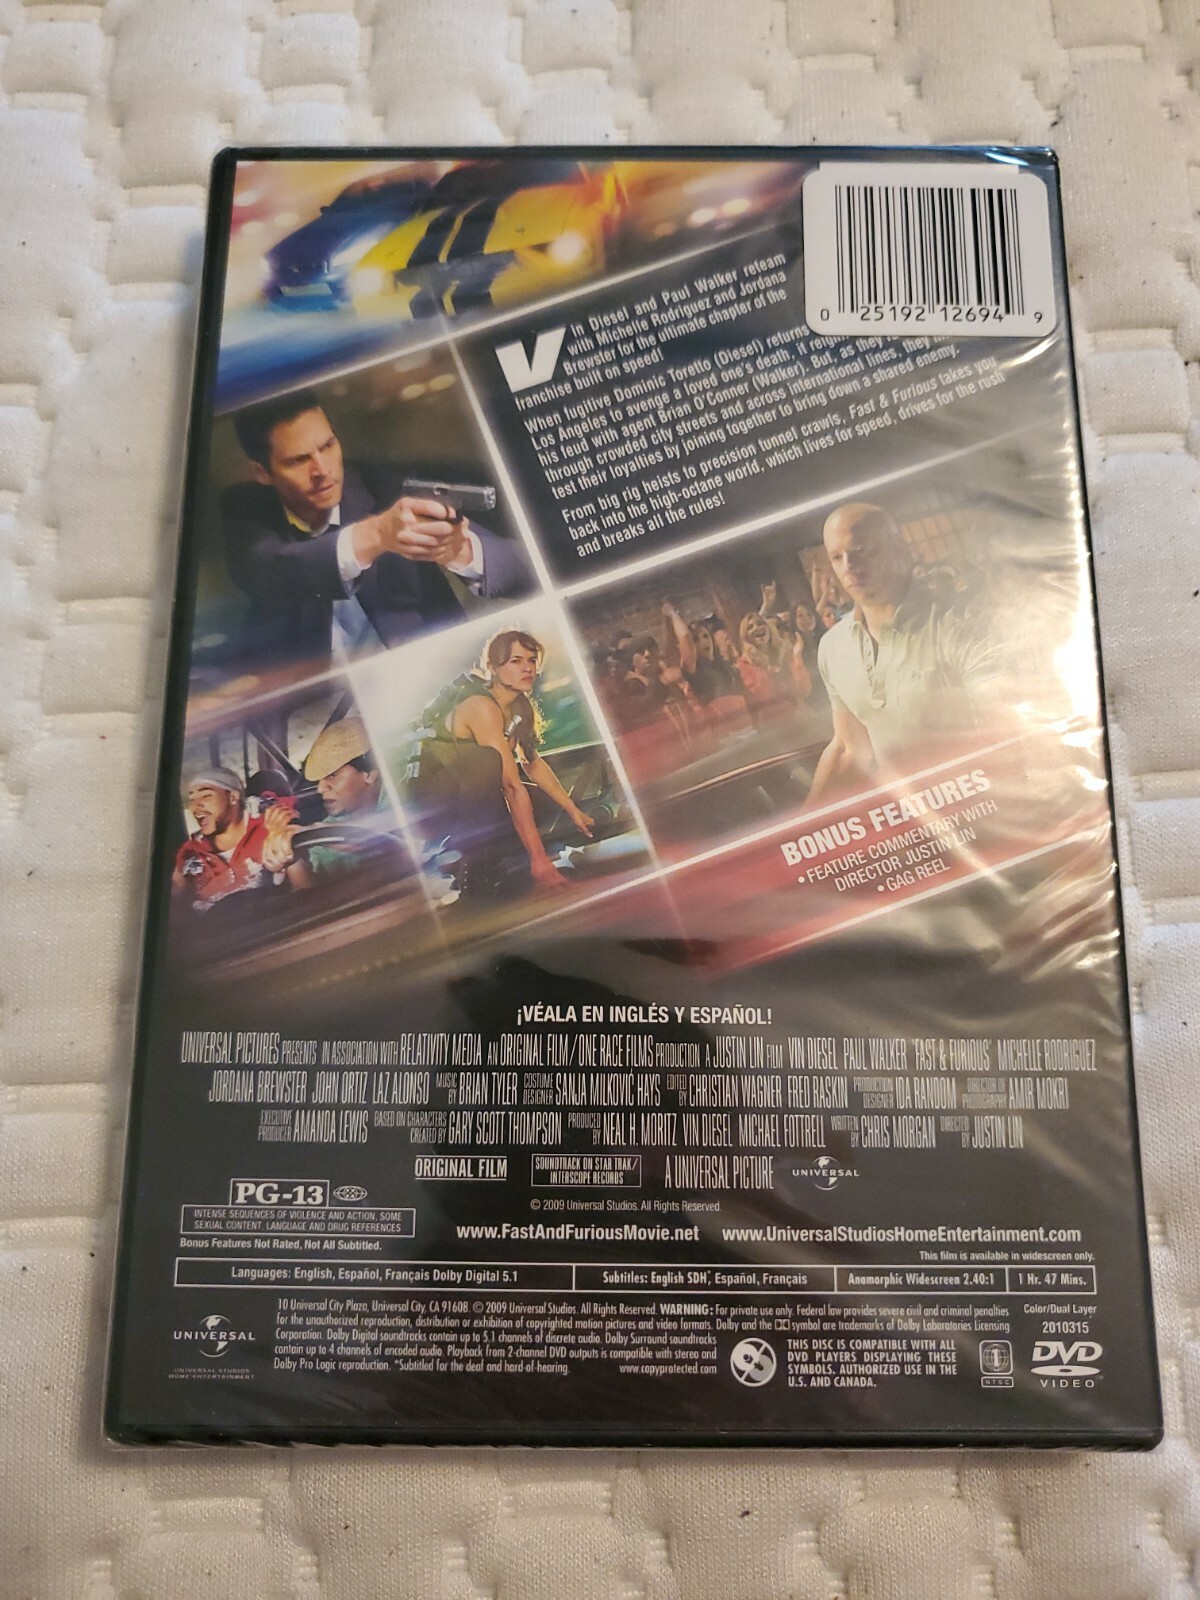 0 25192 12694 9
Vin Diesel and Paul Walker reteam
with Michelle Rodriguez and Jordana
Brewster for the ultimate chapter of the
franchise built on speed!
When fugitive Dominic Toretto (Diesel) returns
Los Angeles to avenge a loved one's death, it
his feud with agent Brian O'Conner (Walker). But, as they
through crowded city streets and across international lines, they
test their loyalties by joining together to bring down a shared enemy.
From big rig heists to precision tunnel crawls, Fast & Furious takes you
back into the high-octane world, which lives for speed, drives for the rush
and breaks all the rules!
BONUS FEATURES
• FEATURE COMMENTARY WITH
DIRECTOR JUSTIN LIN
• GAG REEL
¡VÉALA EN INGLÉS Y ESPAÑOL!
UNIVERSAL PICTURES PRESENTS IN ASSOCIATION WITH RELATIVITY MEDIA AN ORIGINAL FILM/ONE RACE FILMS PRODUCTION A JUSTIN LIN FILM VIN DIESEL PAUL WALKER "FAST & FURIOUS" MICHELLE RODRIGUEZ
JORDANA BREWSTER JOHN ORTIZ LAZ ALONSO MUSIC BY BRIAN TYLER COSTUME DESIGNER SANJA MILKOVIĆ HAYS EDITED BY CHRISTIAN WAGNER FRED RASKIN PRODUCTION DESIGNER IDA RANDOM DIRECTOR OF PHOTOGRAPHY AMIR MOKRI
EXECUTIVE PRODUCER AMANDA LEWIS BASED ON CHARACTERS CREATED BY GARY SCOTT THOMPSON PRODUCED BY NEAL H. MORITZ VIN DIESEL MICHAEL FOTTRELL WRITTEN BY CHRIS MORGAN DIRECTED BY JUSTIN LIN
ORIGINAL FILM SOUNDTRACK ON STAR TRAK/ INTERSCOPE RECORDS A UNIVERSAL PICTURE UNIVERSAL
PG-13
© 2009 Universal Studios. All Rights Reserved.
INTENSE SEQUENCES OF VIOLENCE AND ACTION, SOME
SEXUAL CONTENT, LANGUAGE AND DRUG REFERENCES
Bonus Features Not Rated, Not All Subtitled.
www.FastAndFuriousMovie.net www.UniversalStudiosHomeEntertainment.com
This film is available in widescreen only.
Languages: English, Español, Français Dolby Digital 5.1 Subtitles: English SDH*, Español, Français Anamorphic Widescreen 2.40:1 1 Hr. 47 Mins.
10 Universal City Plaza, Universal City, CA 91608. © 2009 Universal Studios. All Rights Reserved. WARNING: For private use only. Federal law provides severe civil and criminal penalties
for the unauthorized reproduction, distribution or exhibition of copyrighted motion pictures and video formats. Dolby and the DD symbol are trademarks of Dolby Laboratories Licensing
Corporation. Dolby Digital soundtracks contain up to 5.1 channels of discrete audio. Dolby Surround soundtracks
contain up to 4 channels of encoded audio. Playback from 2-channel DVD outputs is compatible with stereo and
Dolby Pro Logic reproduction. *Subtitled for the deaf and hard-of-hearing. www.copyprotected.com
UNIVERSAL
UNIVERSAL STUDIOS
HOME ENTERTAINMENT
THIS DISC IS COMPATIBLE WITH ALL
DVD PLAYERS DISPLAYING THESE
SYMBOLS. AUTHORIZED USE IN THE
U.S. AND CANADA.
1
NTSC
Color/Dual Layer
2010315
DVD
VIDEO